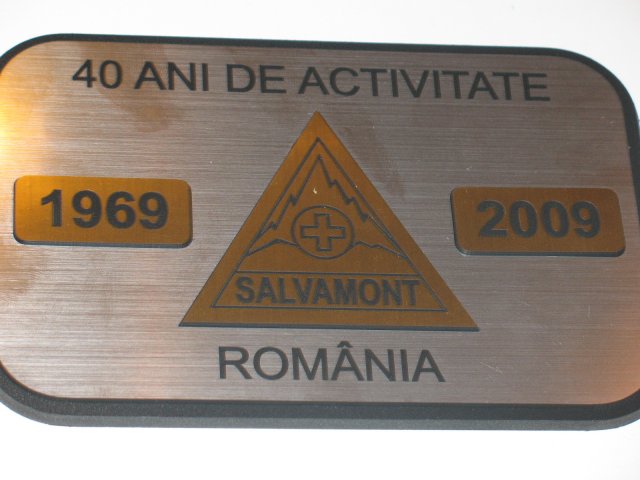 40 ANI DE ACTIVITATE
1969
2009
SALVAMONT
ROMÂNIA